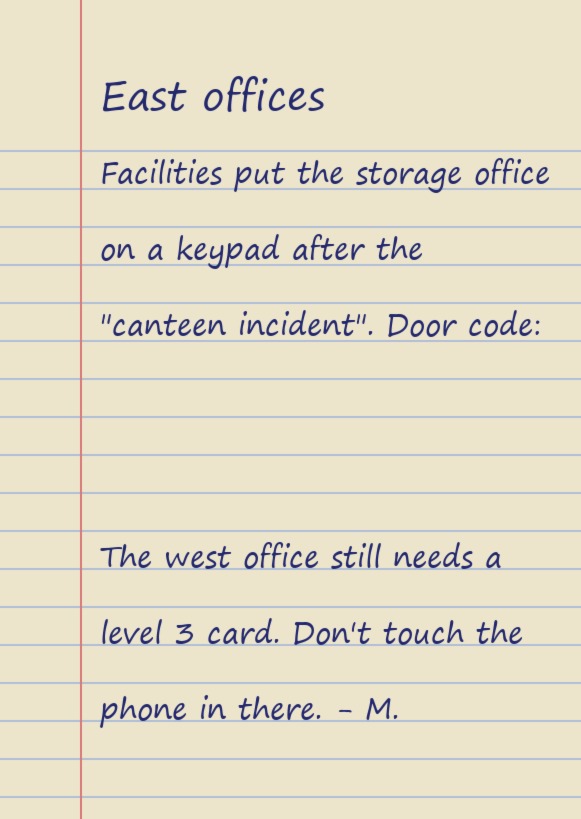 East offices
Facilities put the storage office
on a keypad after the
"canteen incident". Door code:
The west office still needs a
level 3 card. Don't touch the
phone in there. – M.